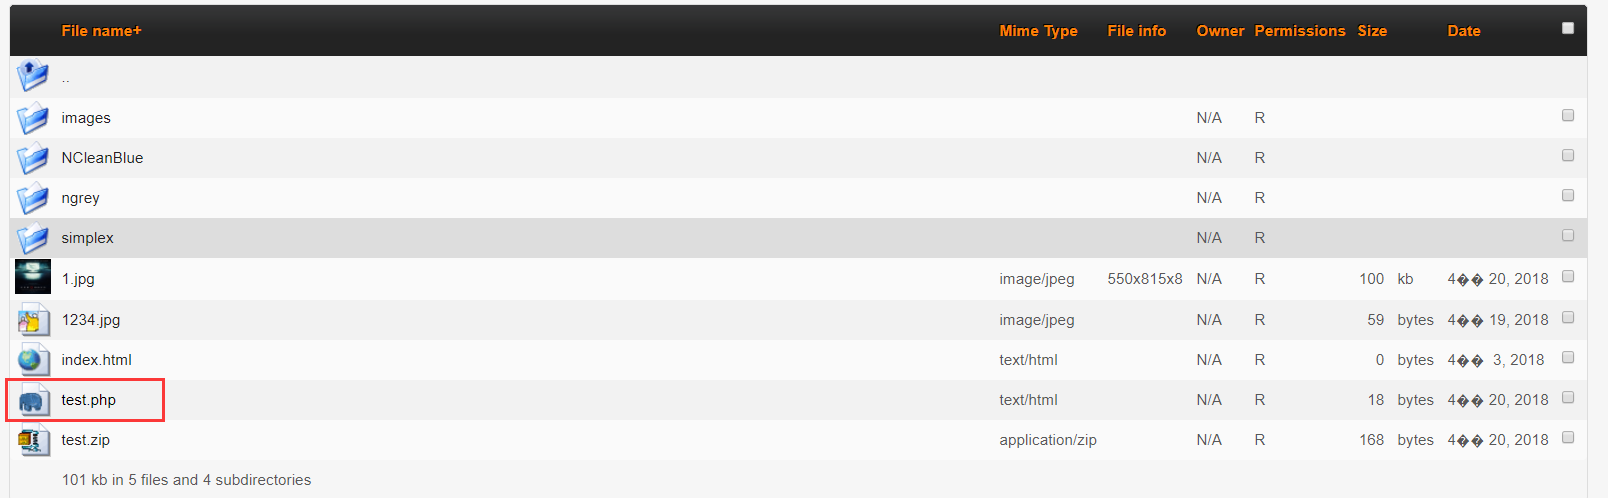 File name+ Mime Type File info Owner Permissions Size Date
..
images N/A R
NCleanBlue N/A R
ngrey N/A R
simplex N/A R
1.jpg image/jpeg 550x815x8 N/A R 100 kb 4�� 20, 2018
1234.jpg image/jpeg N/A R 59 bytes 4�� 19, 2018
index.html text/html N/A R 0 bytes 4�� 3, 2018
test.php text/html N/A R 18 bytes 4�� 20, 2018
test.zip application/zip N/A R 168 bytes 4�� 20, 2018
101 kb in 5 files and 4 subdirectories